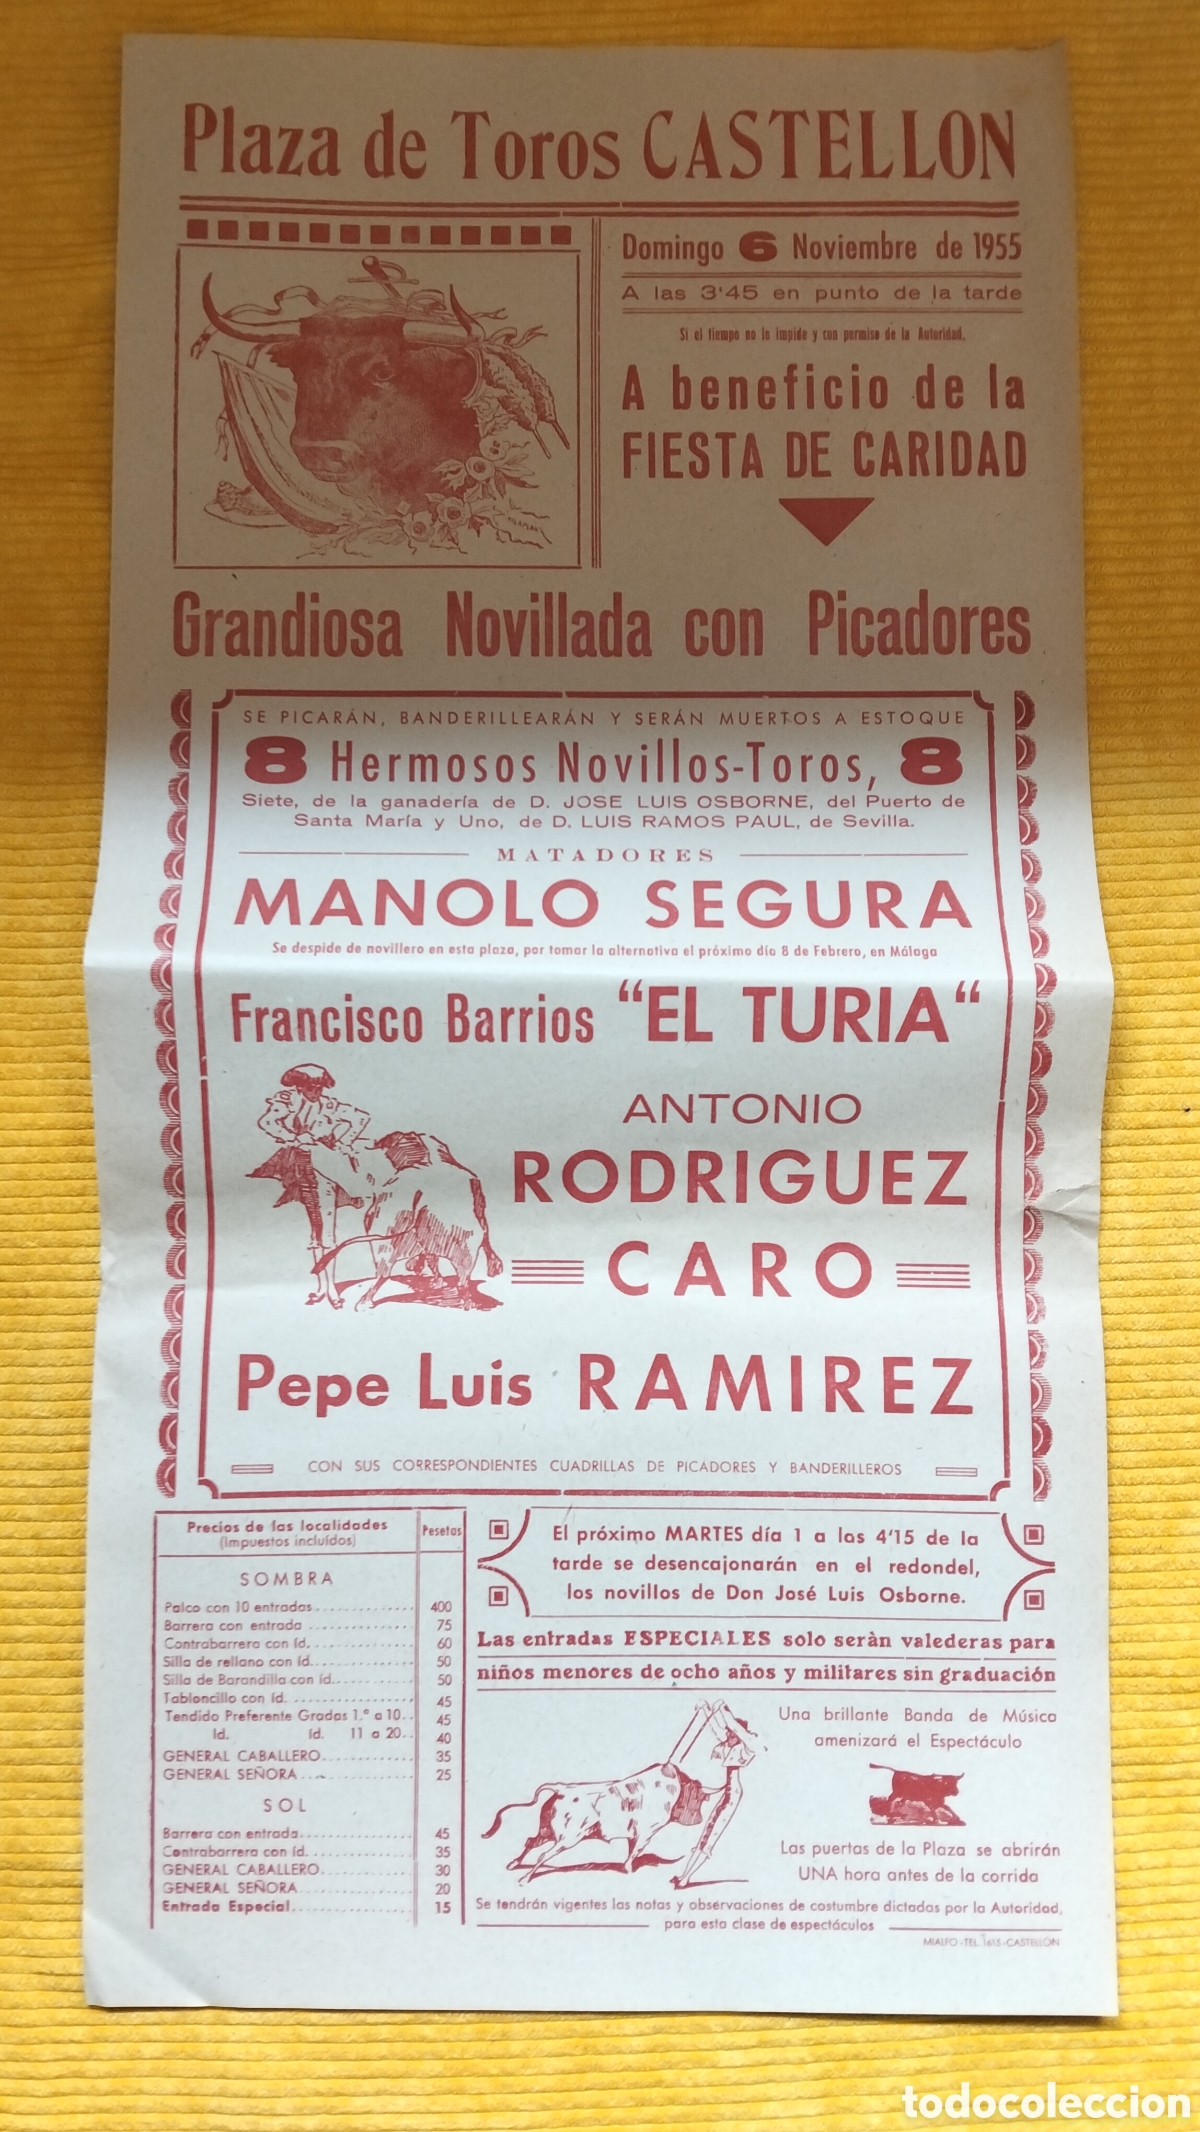 Plaza de Toros CASTELLON
Domingo 6 Noviembre de 1955
A las 3'45 en punto de la tarde
Si el tiempo no lo impide y con permiso de la Autoridad.
A beneficio de la
FIESTA DE CARIDAD
Grandiosa Novillada con Picadores
SE PICARÁN, BANDERILLEARÁN Y SERÁN MUERTOS A ESTOQUE
8 Hermosos Novillos-Toros, 8
Siete, de la ganadería de D. JOSE LUIS OSBORNE, del Puerto de
Santa María y Uno, de D. LUIS RAMOS PAUL, de Sevilla.
MATADORES
MANOLO SEGURA
Se despide de novillero en esta plaza, por tomar la alternativa el próximo día 8 de Febrero, en Málaga
Francisco Barrios "EL TURIA"
ANTONIO
RODRIGUEZ
CARO
Pepe Luis RAMIREZ
CON SUS CORRESPONDIENTES CUADRILLAS DE PICADORES Y BANDERILLEROS
Precios de las localidades
(Impuestos incluídos)
Pesetas
SOMBRA
Palco con 10 entradas 400
Barrera con entrada 75
Contrabarrera con íd. 60
Silla de rellano con íd. 50
Silla de Barandilla con íd. 50
Tabloncillo con íd. 45
Tendido Preferente Gradas 1.ª a 10 45
Id. Id. 11 a 20 40
GENERAL CABALLERO 35
GENERAL SEÑORA 25
SOL
Barrera con entrada 45
Contrabarrera con íd. 35
GENERAL CABALLERO 30
GENERAL SEÑORA 20
Entrada Especial 15
El próximo MARTES día 1 a las 4'15 de la
tarde se desencajonarán en el redondel,
los novillos de Don José Luis Osborne.
Las entradas ESPECIALES solo seràn valederas para
niños menores de ocho años y militares sin graduación
Una brillante Banda de Música
amenizará el Espectáculo
Las puertas de la Plaza se abrirán
UNA hora antes de la corrida
Se tendrán vigentes las notas y observaciones de costumbre dictadas por la Autoridad,
para esta clase de espectáculos
MIALFO-TEL. 1615-CASTELLÓN
todocoleccion